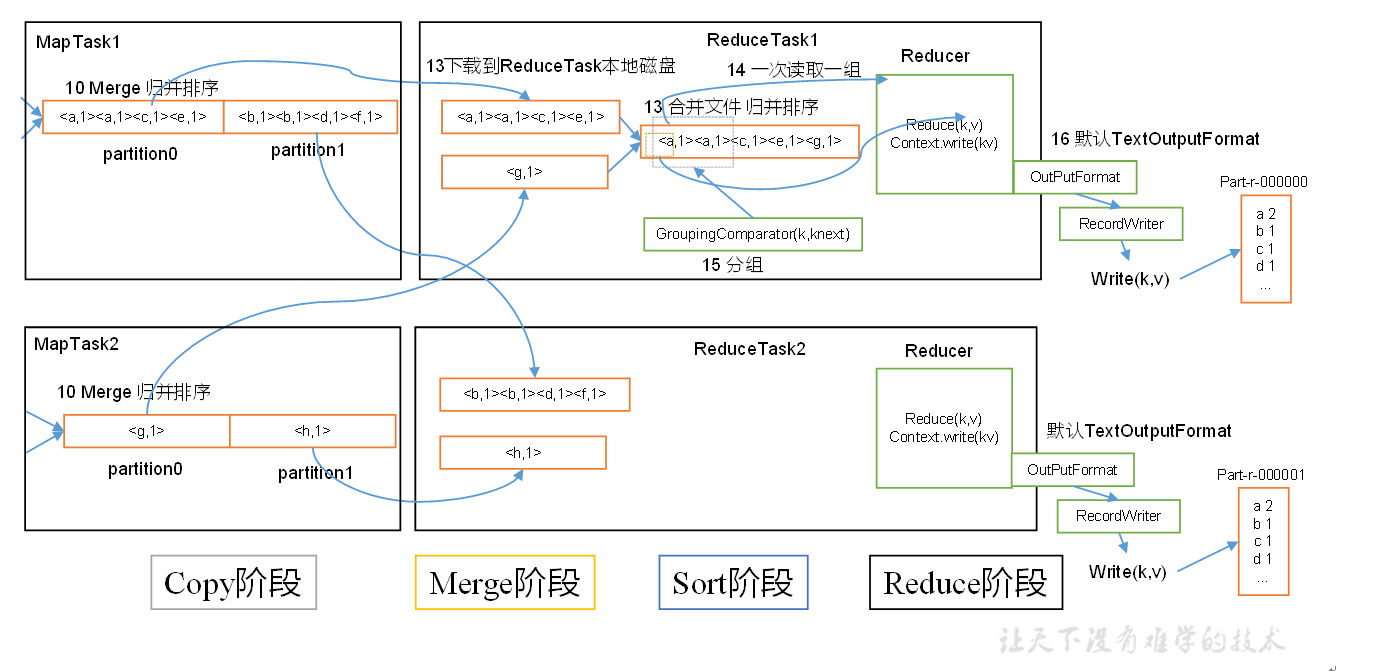 MapTask1
10 Merge 归并排序
<a,1><a,1><c,1><e,1>
<b,1><b,1><d,1><f,1>
partition0
partition1
ReduceTask1
13下载到ReduceTask本地磁盘
<a,1><a,1><c,1><e,1>
<g,1>
14 一次读取一组
13 合并文件 归并排序
<a,1><a,1><c,1><e,1><g,1>
GroupingComparator(k,knext)
15 分组
Reducer
Reduce(k,v)
Context.write(kv)
16 默认TextOutputFormat
OutPutFormat
RecordWriter
Write(k,v)
Part-r-000000
a 2
b 1
c 1
d 1
...
MapTask2
10 Merge 归并排序
<g,1>
<h,1>
partition0
partition1
ReduceTask2
<b,1><b,1><d,1><f,1>
<h,1>
Reducer
Reduce(k,v)
Context.write(kv)
默认TextOutputFormat
OutPutFormat
RecordWriter
Write(k,v)
Part-r-000001
a 2
b 1
c 1
d 1
...
Copy阶段
Merge阶段
Sort阶段
Reduce阶段
让天下没有难学的技术